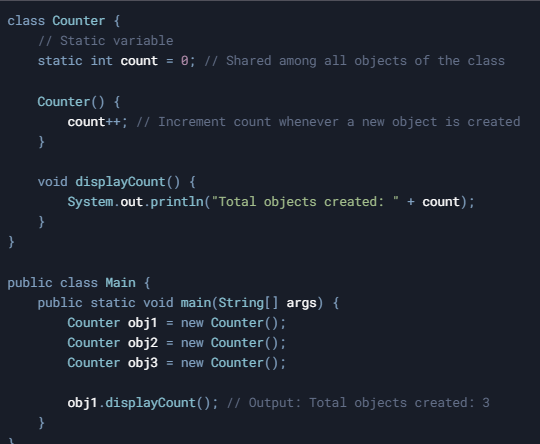 class Counter {
    // Static variable
    static int count = 0; // Shared among all objects of the class

    Counter() {
        count++; // Increment count whenever a new object is created
    }

    void displayCount() {
        System.out.println("Total objects created: " + count);
    }
}

public class Main {
    public static void main(String[] args) {
        Counter obj1 = new Counter();
        Counter obj2 = new Counter();
        Counter obj3 = new Counter();

        obj1.displayCount(); // Output: Total objects created: 3
    }
}